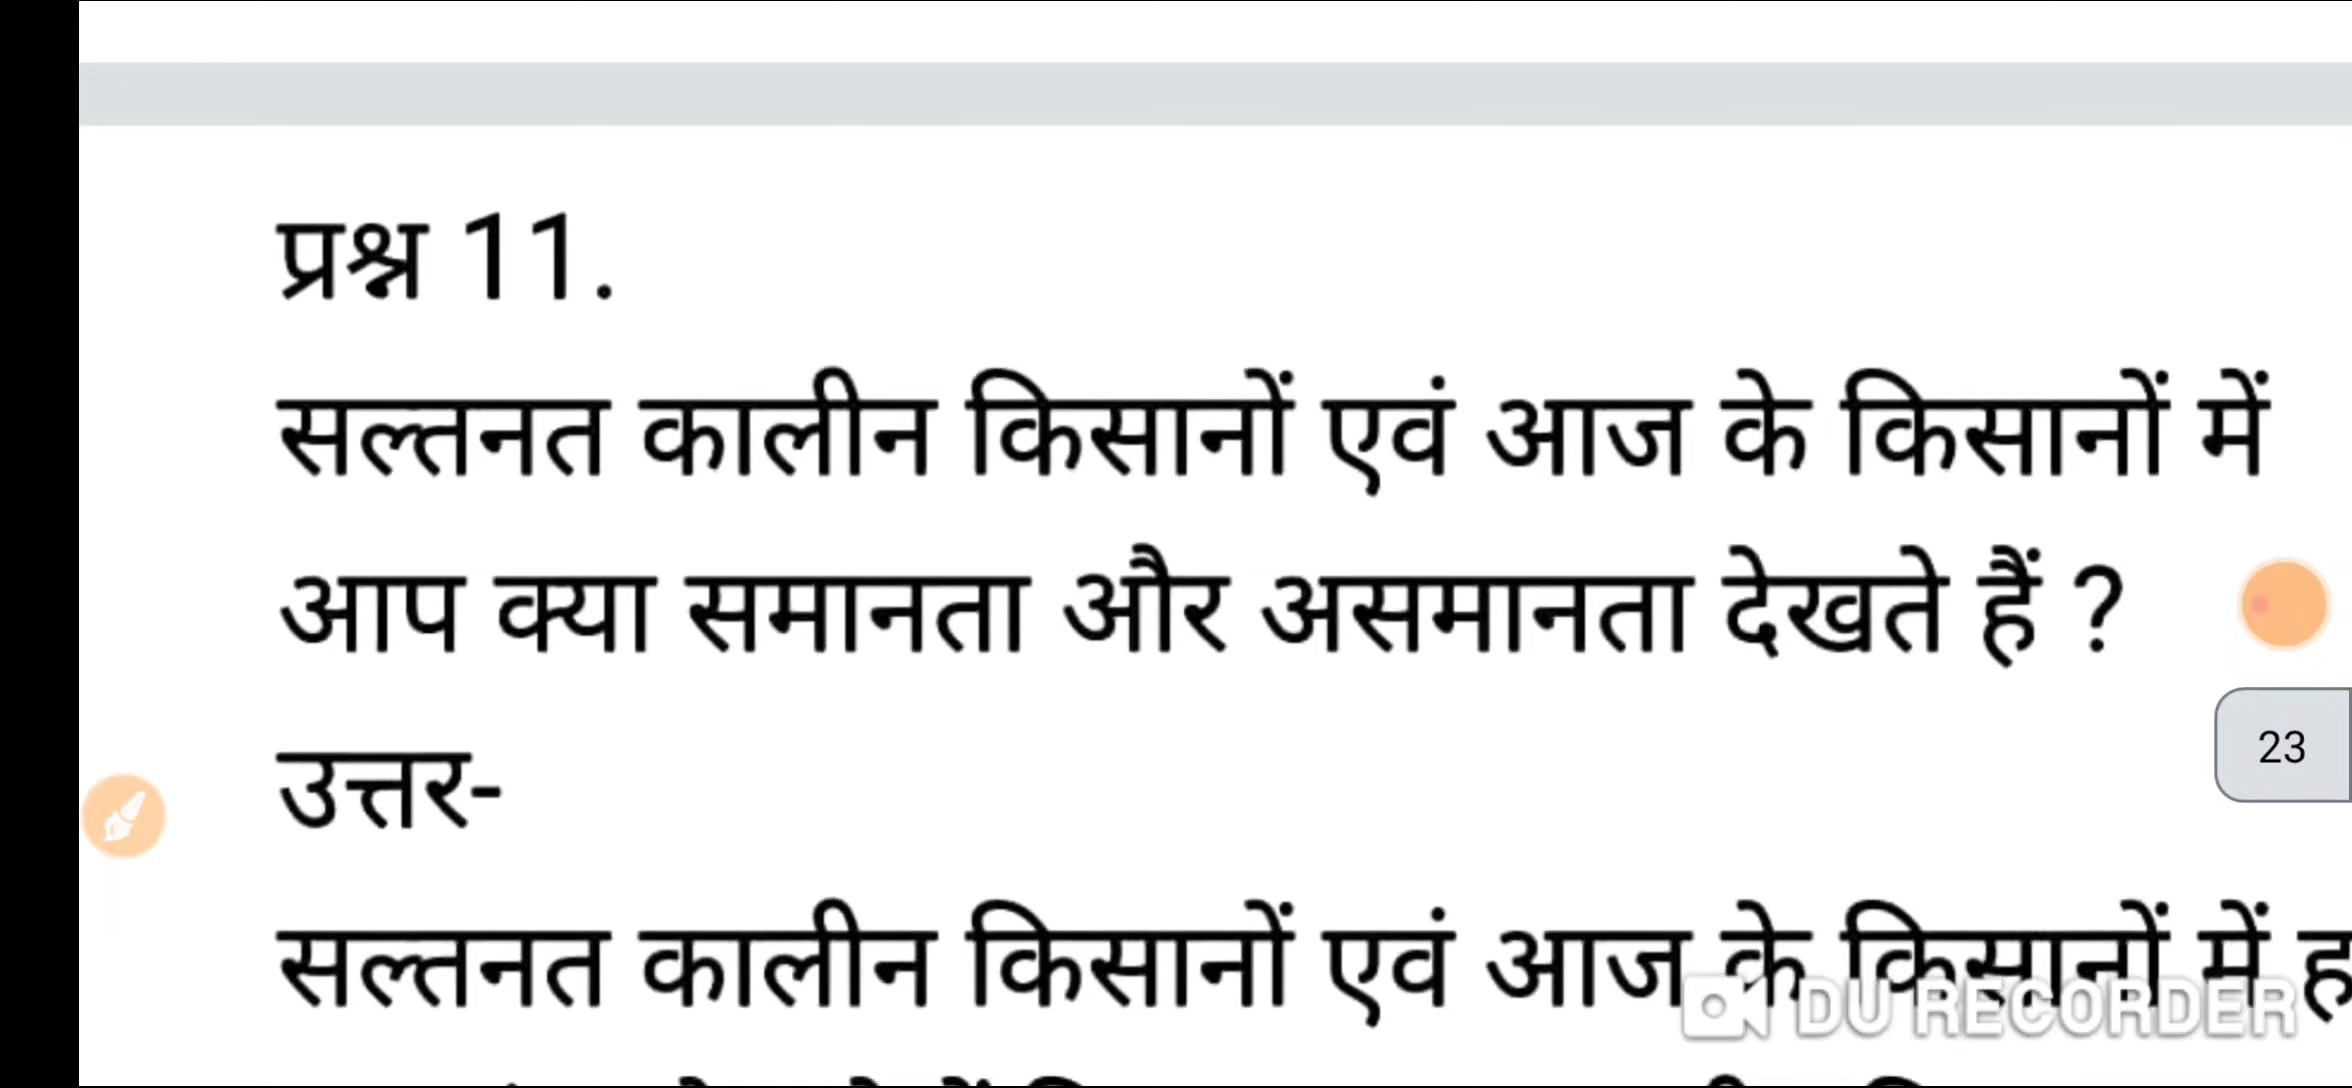 प्रश्न 11.
सल्तनत कालीन किसानों एवं आज के किसानों में
आप क्या समानता और असमानता देखते हैं ?
23
उत्तर-
सल्तनत कालीन किसानों एवं आज के किसानों में
DU RECORDER